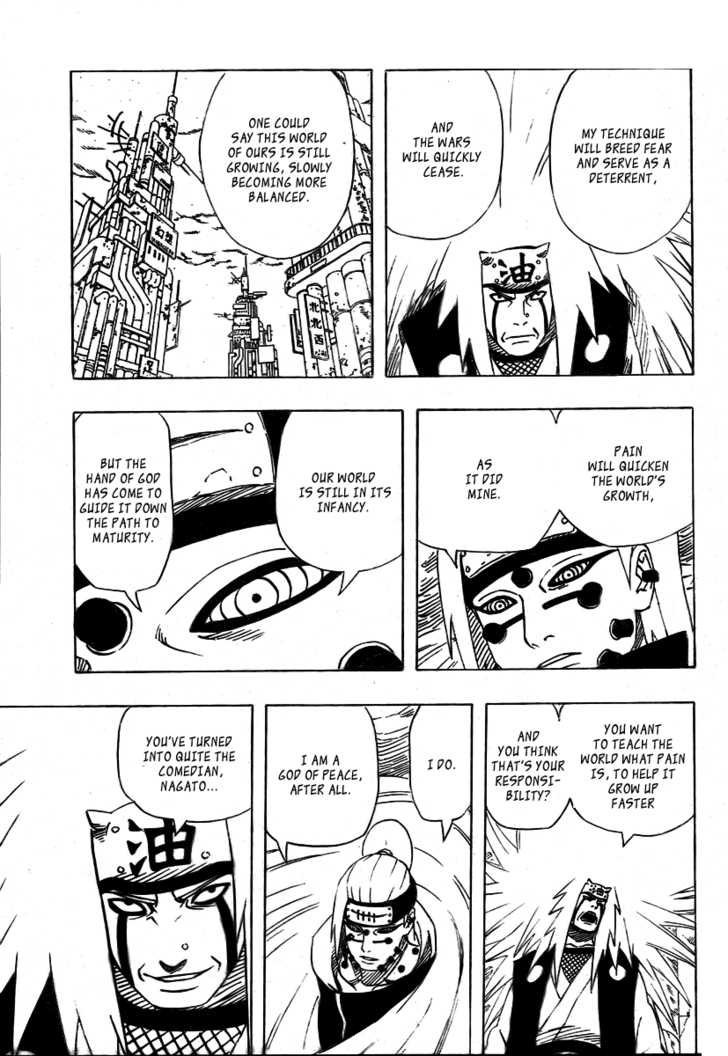 MY TECHNIQUE
WILL BREED FEAR
AND SERVE AS A
DETERRENT,
AND
THE WARS
WILL QUICKLY
CEASE.
油
ONE COULD
SAY THIS WORLD
OF OURS IS STILL
GROWING, SLOWLY
BECOMING MORE
BALANCED.
北
北
西
PAIN
WILL QUICKEN
THE WORLD'S
GROWTH,
AS
IT DID
MINE.
OUR WORLD
IS STILL IN ITS
INFANCY.
BUT THE
HAND OF GOD
HAS COME TO
GUIDE IT DOWN
THE PATH TO
MATURITY.
YOU WANT
TO TEACH THE
WORLD WHAT PAIN
IS, TO HELP IT
GROW UP
FASTER
AND
YOU THINK
THAT'S YOUR
RESPONSI-
BILITY?
油
I DO.
I AM A
GOD OF PEACE,
AFTER ALL.
YOU'VE TURNED
INTO QUITE THE
COMEDIAN,
NAGATO...
油